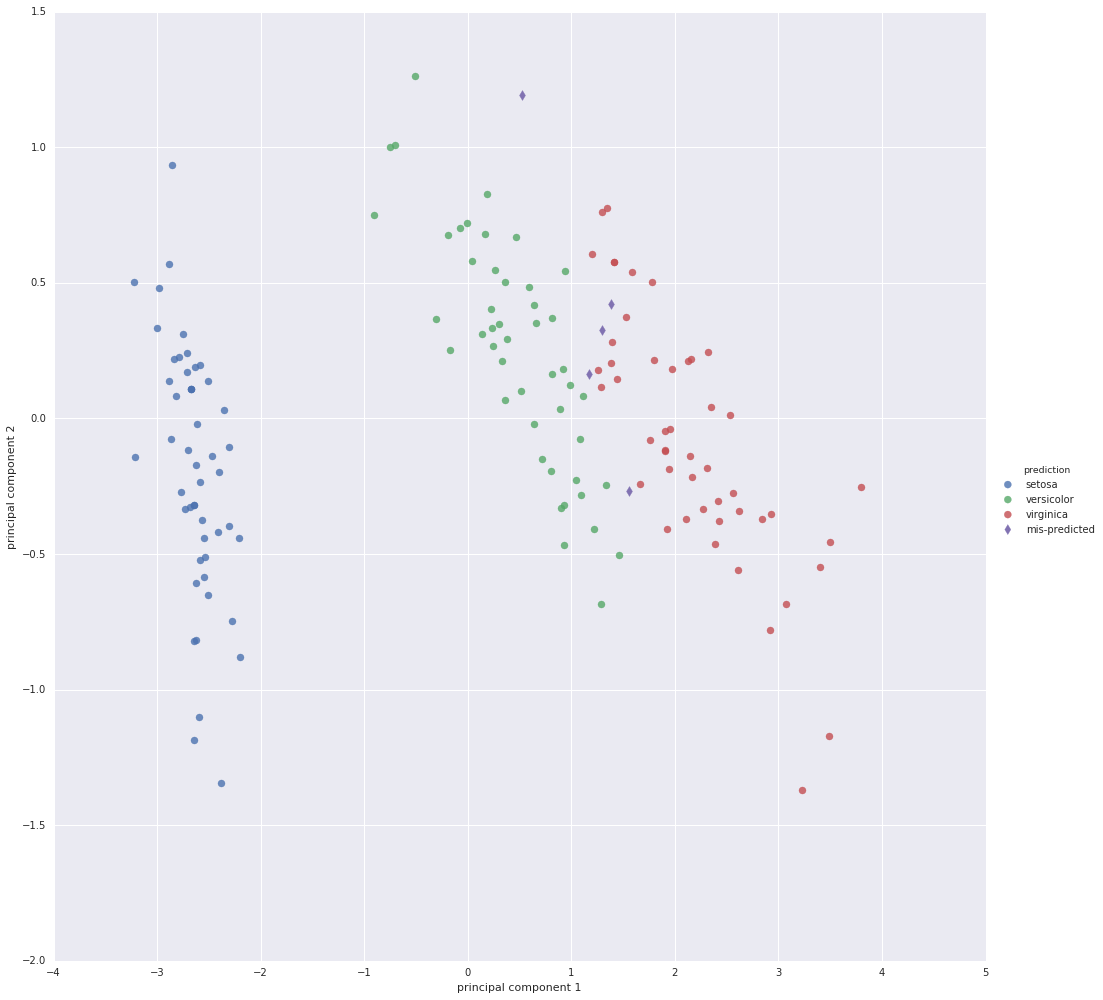 1.5
1.0
0.5
0.0
−0.5
−1.0
−1.5
−2.0
principal component 2
−4
−3
−2
−1
0
1
2
3
4
5
principal component 1
prediction
setosa
versicolor
virginica
mis-predicted